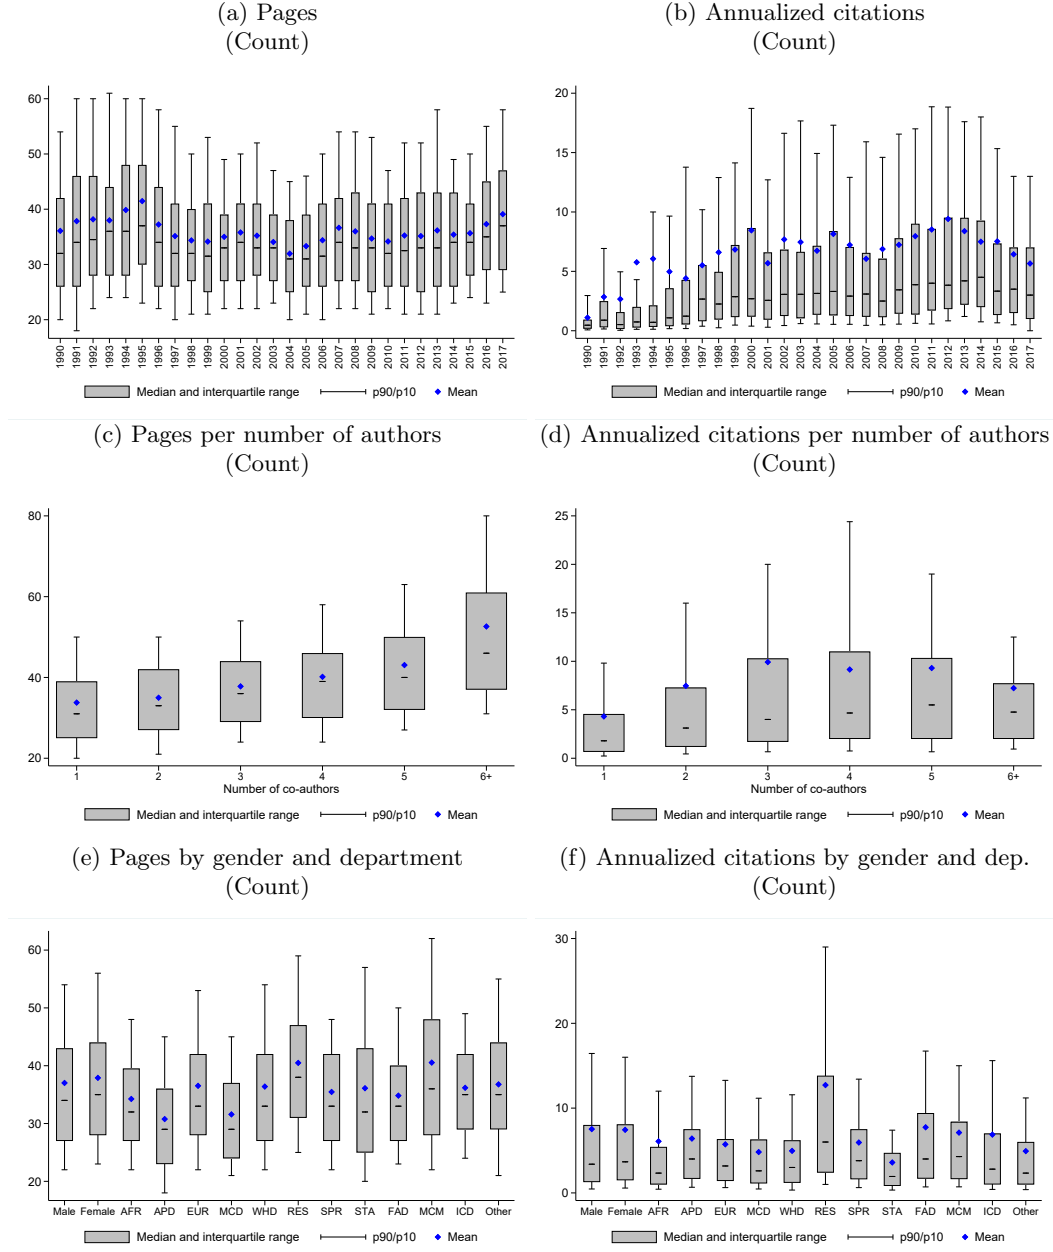 (a) Pages
(Count)
60
50
40
30
20
1990 1991 1992 1993 1994 1995 1996 1997 1998 1999 2000 2001 2002 2003 2004 2005 2006 2007 2008 2009 2010 2011 2012 2013 2014 2015 2016 2017
Median and interquartile range p90/p10 Mean
(b) Annualized citations
(Count)
20
15
10
5
0
1990 1991 1992 1993 1994 1995 1996 1997 1998 1999 2000 2001 2002 2003 2004 2005 2006 2007 2008 2009 2010 2011 2012 2013 2014 2015 2016 2017
Median and interquartile range p90/p10 Mean
(c) Pages per number of authors
(Count)
80
60
40
20
1 2 3 4 5 6+
Number of co-authors
Median and interquartile range p90/p10 Mean
(d) Annualized citations per number of authors
(Count)
25
20
15
10
5
0
1 2 3 4 5 6+
Number of co-authors
Median and interquartile range p90/p10 Mean
(e) Pages by gender and department
(Count)
60
50
40
30
20
Male Female AFR APD EUR MCD WHD RES SPR STA FAD MCM ICD Other
Median and interquartile range p90/p10 Mean
(f) Annualized citations by gender and dep.
(Count)
30
20
10
0
Male Female AFR APD EUR MCD WHD RES SPR STA FAD MCM ICD Other
Median and interquartile range p90/p10 Mean